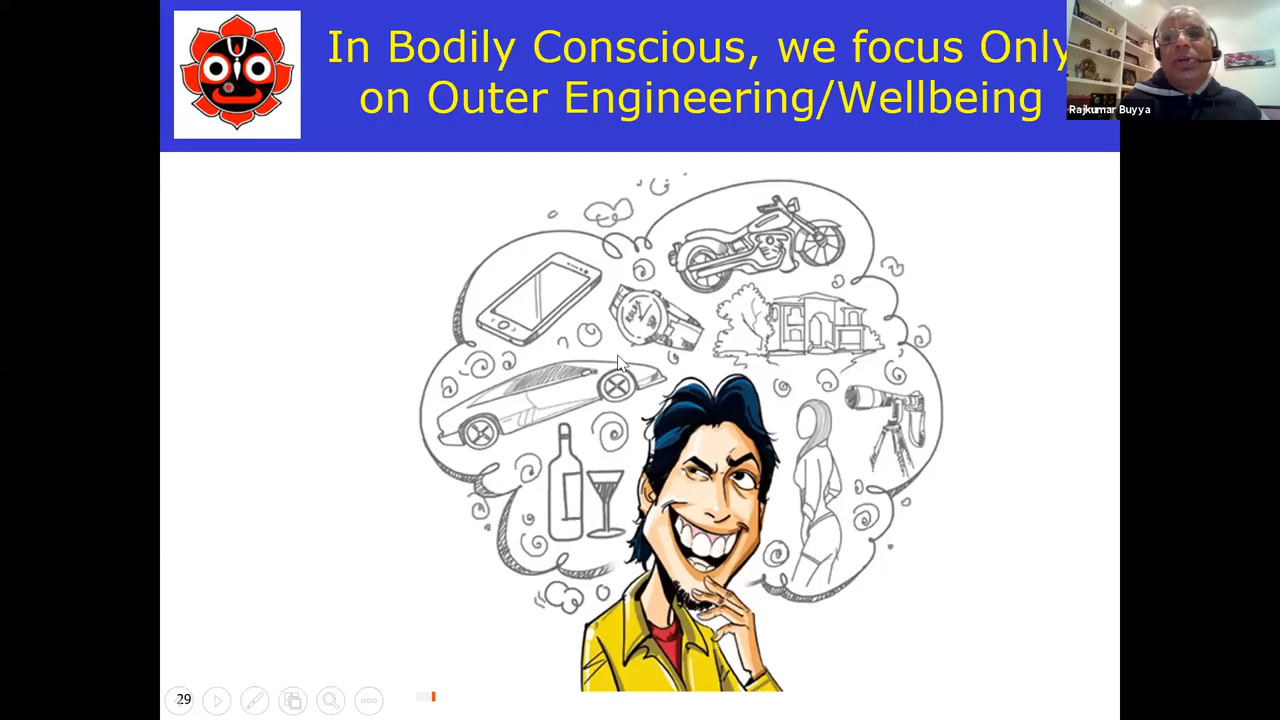 In Bodily Conscious, we focus Only
on Outer Engineering/Wellbeing
Rajkumar Buyya
29